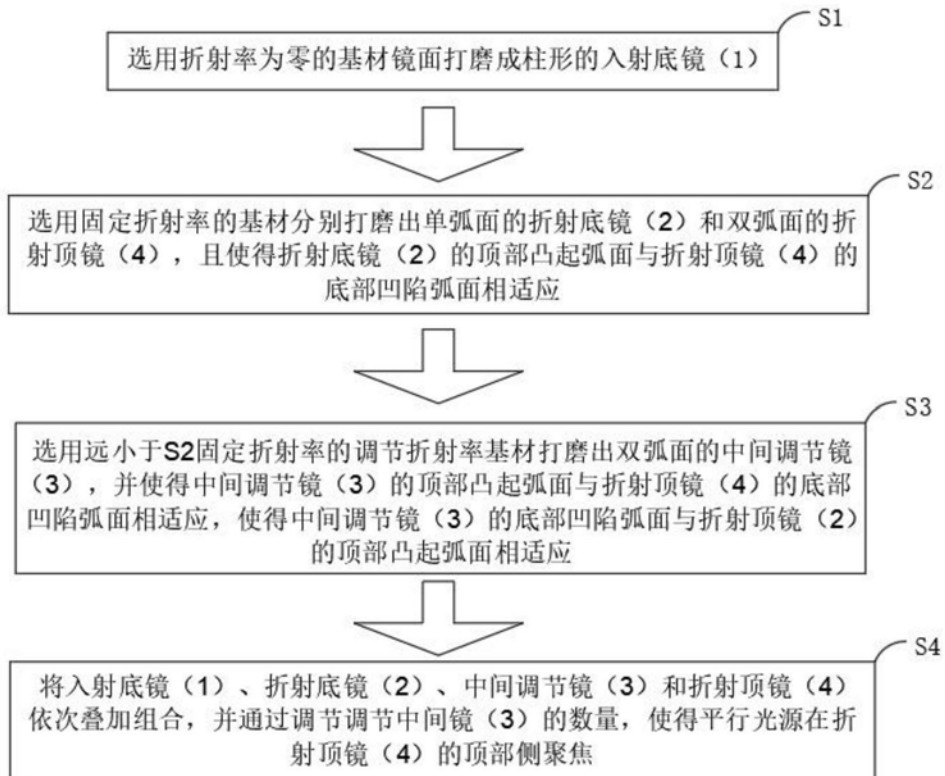 S1
选用折射率为零的基材镜面打磨成柱形的入射底镜（1）
S2
选用固定折射率的基材分别打磨出单弧面的折射底镜（2）和双弧面的折
射顶镜（4），且使得折射底镜（2）的顶部凸起弧面与折射顶镜（4）的
底部凹陷弧面相适应
S3
选用远小于S2固定折射率的调节折射率基材打磨出双弧面的中间调节镜
（3），并使得中间调节镜（3）的顶部凸起弧面与折射顶镜（4）的底部
凹陷弧面相适应，使得中间调节镜（3）的底部凹陷弧面与折射顶镜（2）
的顶部凸起弧面相适应
S4
将入射底镜（1）、折射底镜（2）、中间调节镜（3）和折射顶镜（4）
依次叠加组合，并通过调节调节中间镜（3）的数量，使得平行光源在折
射顶镜（4）的顶部侧聚焦